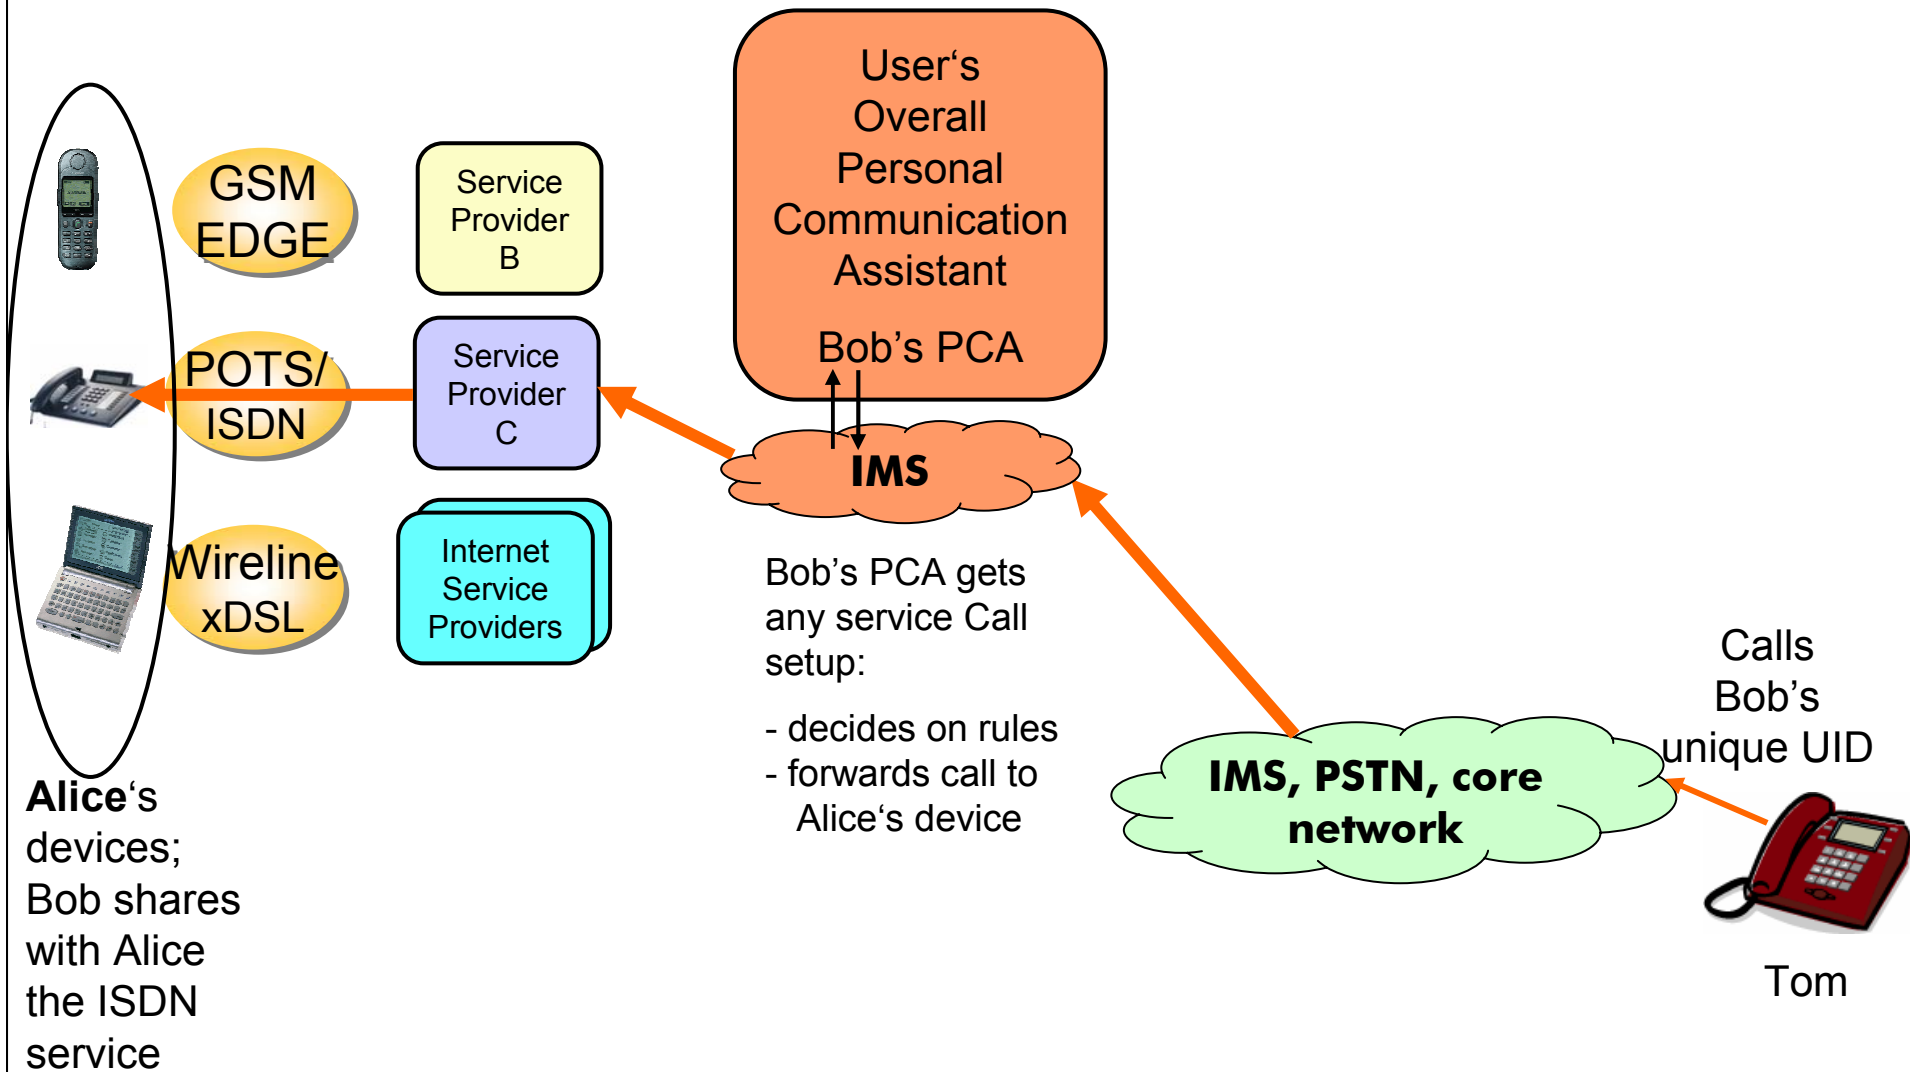 User‘s
Overall
Personal
Communication
Assistant
Bob’s PCA
GSM
EDGE
Service
Provider
B
POTS/
ISDN
Service
Provider
C
IMS
Wireline
xDSL
Internet
Service
Providers
Bob’s PCA gets
any service Call
setup:
- decides on rules
- forwards call to
Alice‘s device
Calls
Bob’s
unique UID
IMS, PSTN, core
network
Tom
Alice‘s
devices;
Bob shares
with Alice
the ISDN
service